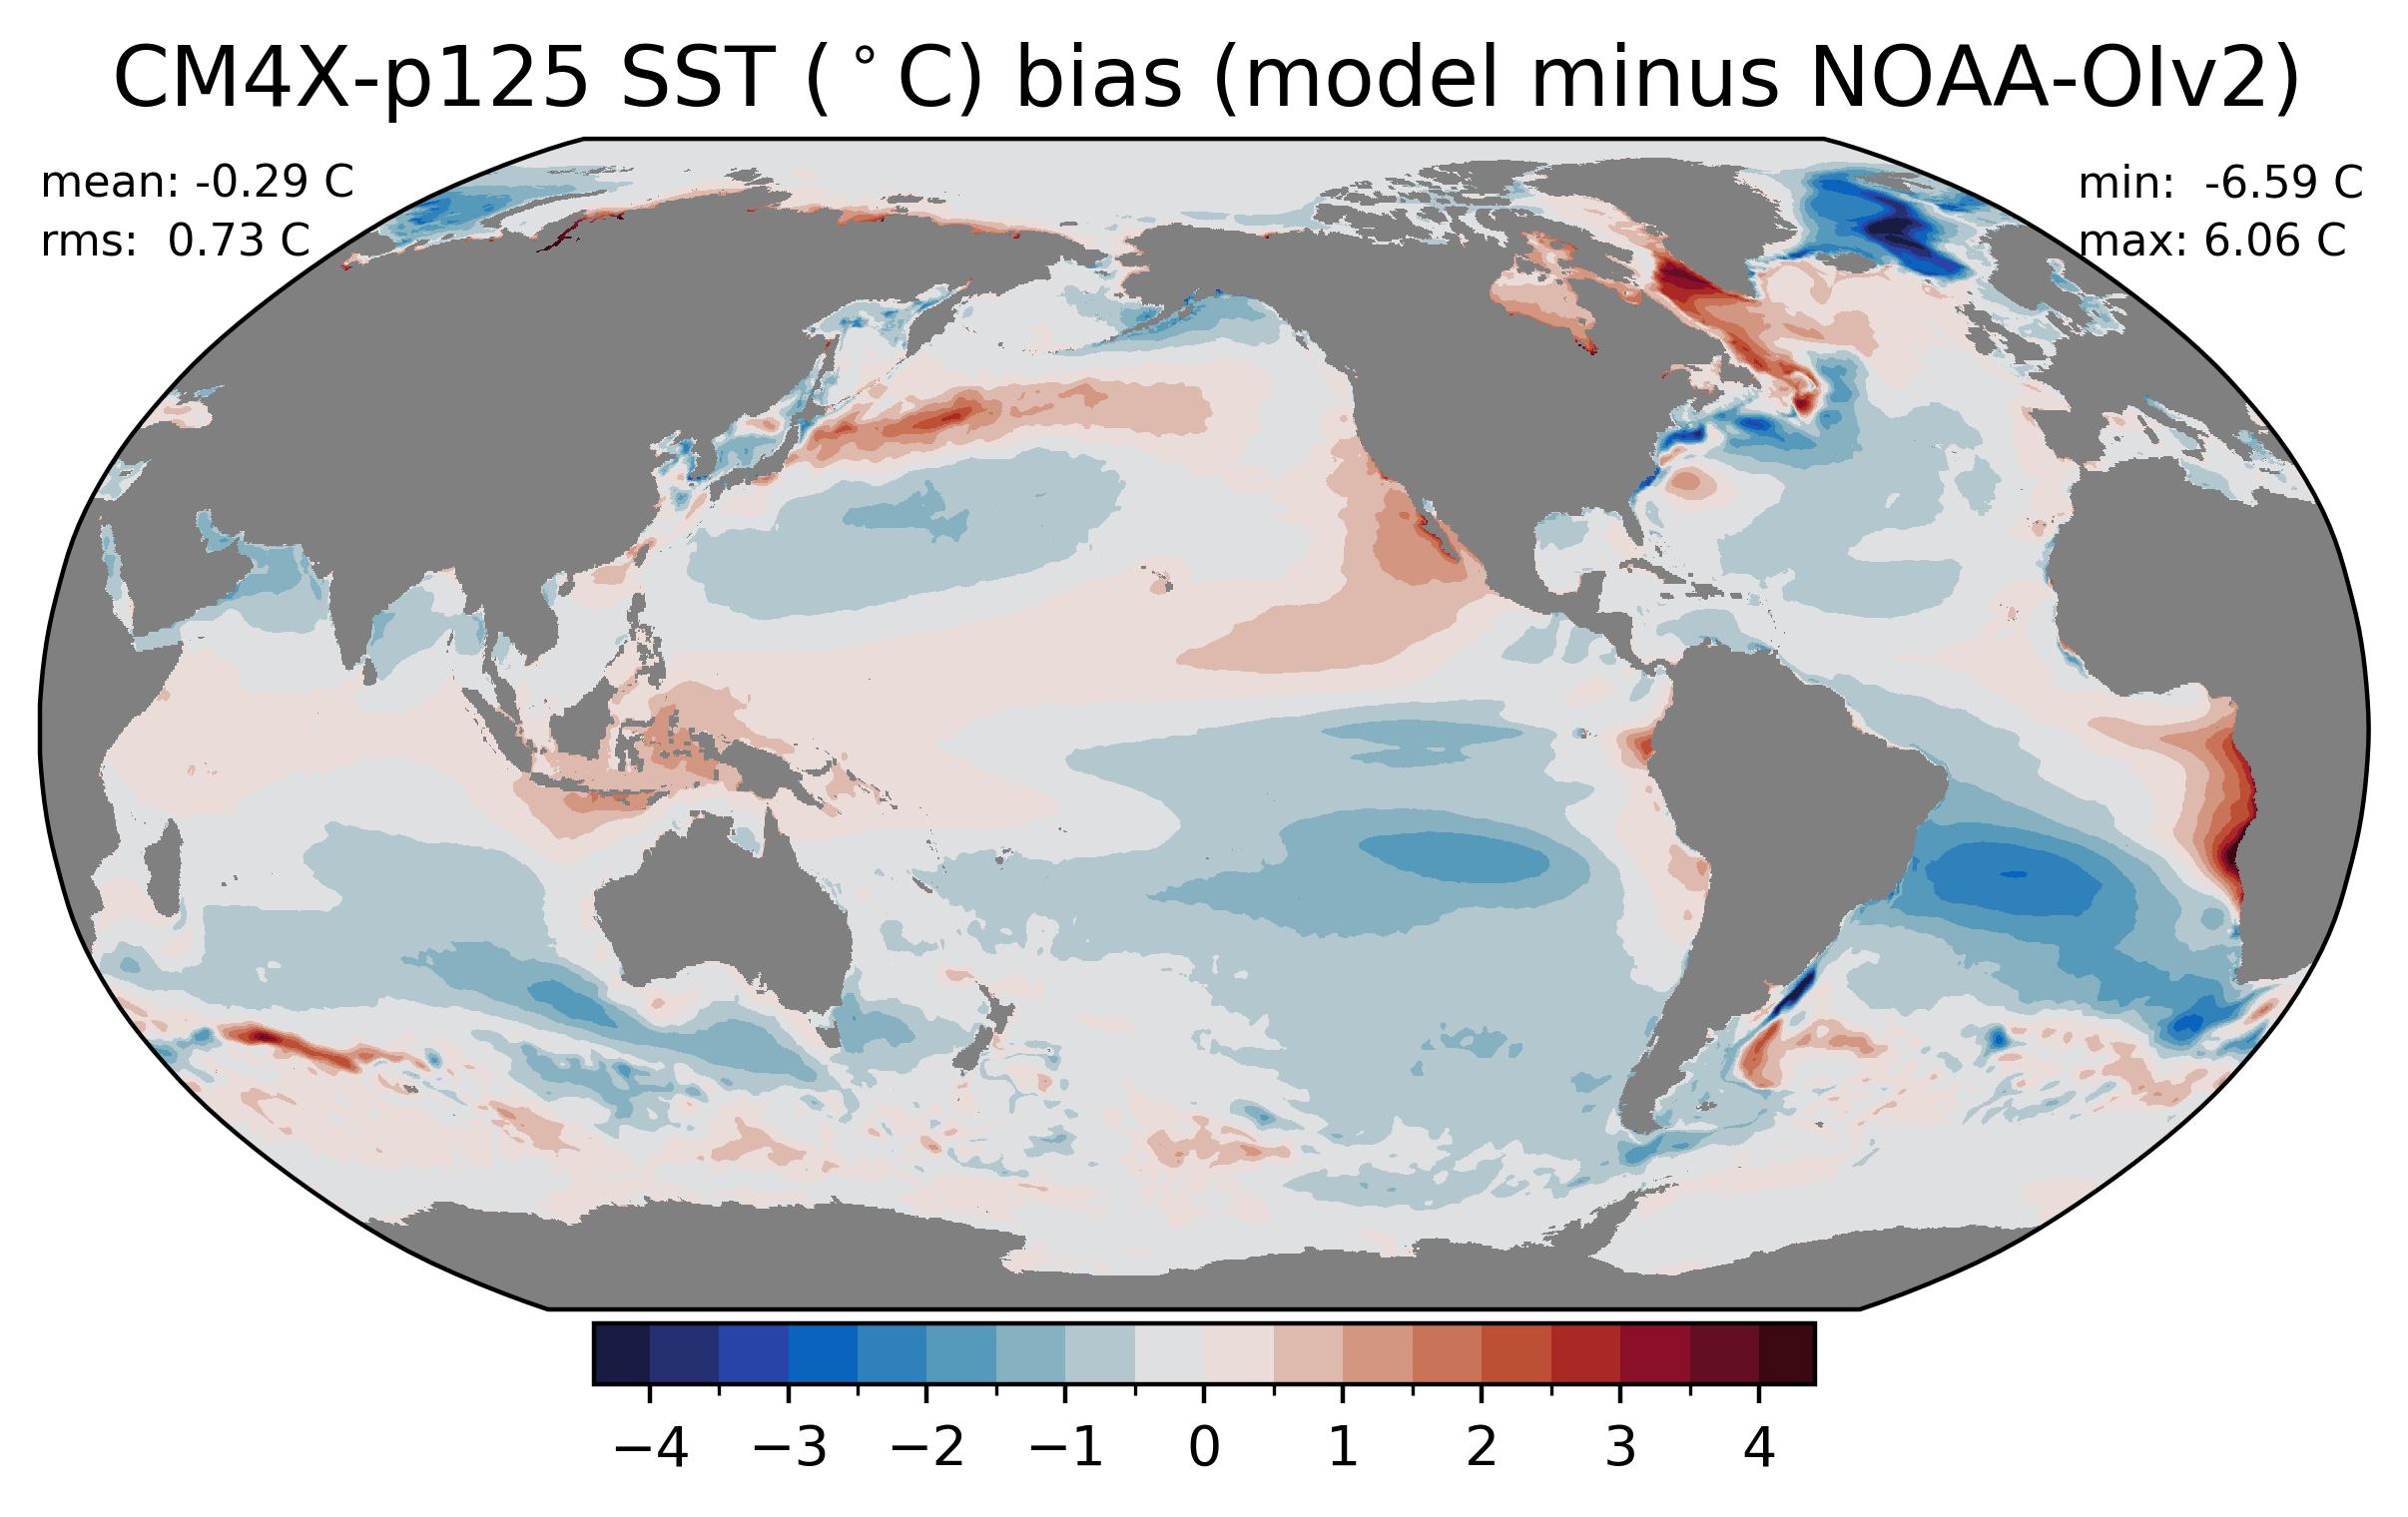 CM4X-p125 SST (°C) bias (model minus NOAA-OIv2)
mean: -0.29 C
rms: 0.73 C
min: -6.59 C
max: 6.06 C
−4 −3 −2 −1 0 1 2 3 4